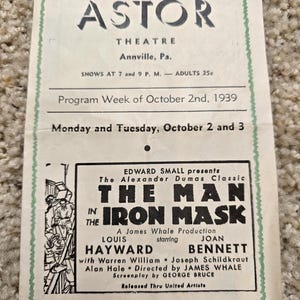 ASTOR
THEATRE
Annville, Pa.
SHOWS AT 7 and 9 P. M. — ADULTS 25c
Program Week of October 2nd, 1939
Monday and Tuesday, October 2 and 3
EDWARD SMALL presents
The Alexander Dumas Classic
THE MAN
IN THE IRON MASK
A James Whale Production
LOUIS starring JOAN
HAYWARD BENNETT
with Warren William • Joseph Schildkraut
Alan Hale • Directed by JAMES WHALE
Screenplay by GEORGE BRUCE
Released Thru United Artists